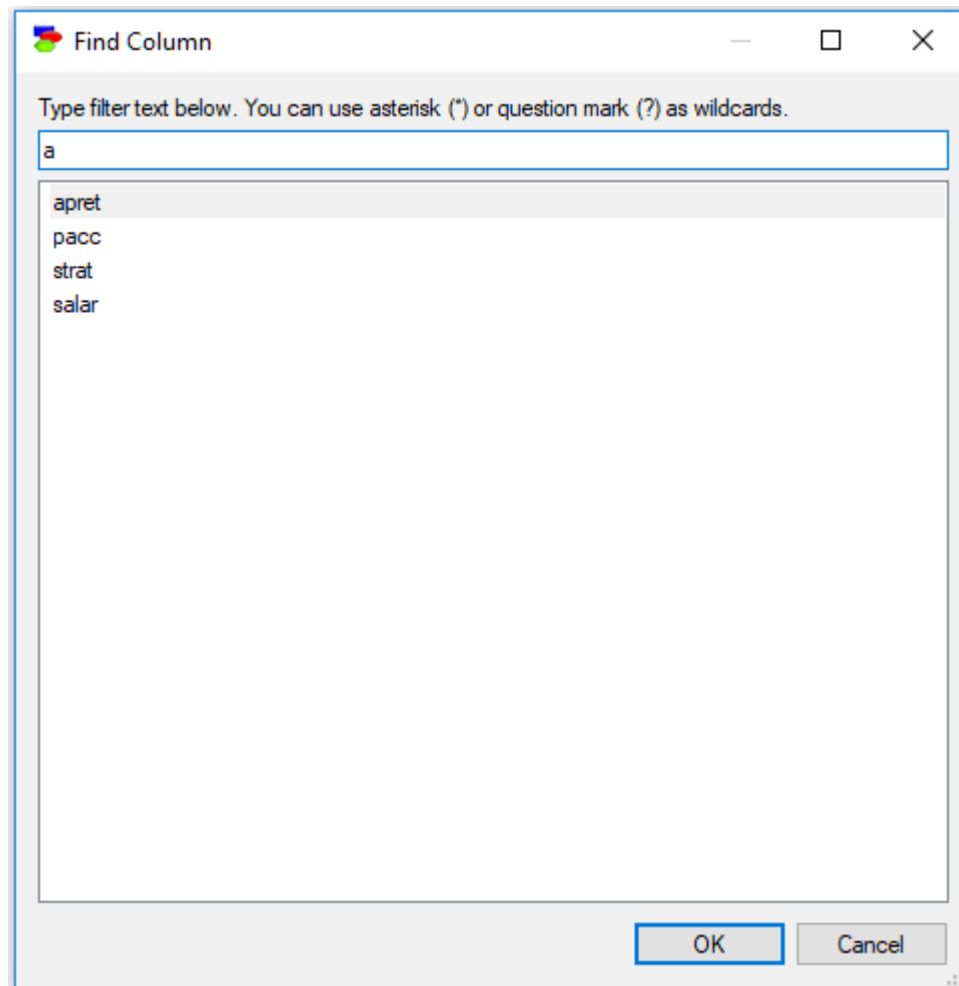 Find Column
Type filter text below. You can use asterisk (*) or question mark (?) as wildcards.
a
apret
pacc
strat
salar
OK
Cancel